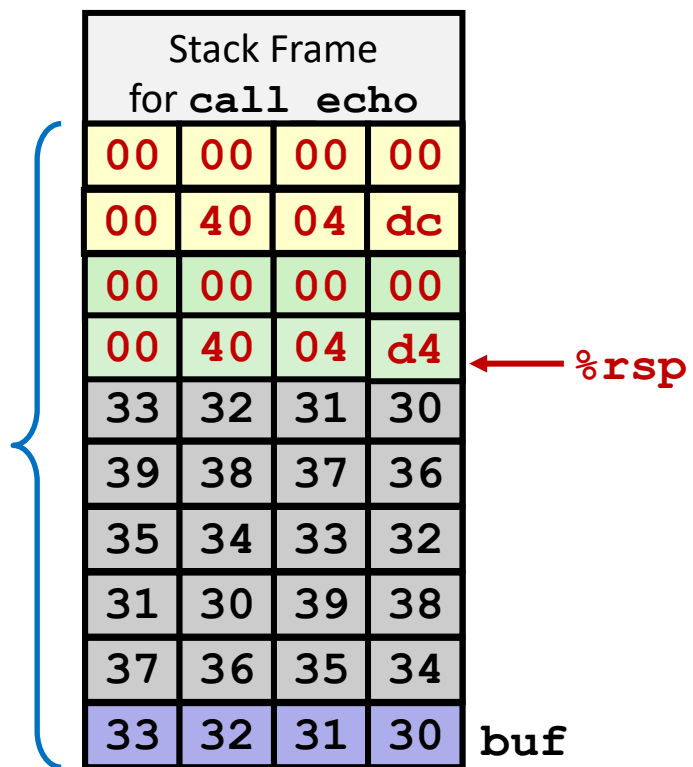 Stack Frame
for call_echo
00 00 00 00
00 40 04 dc
00 00 00 00
00 40 04 d4
%rsp
33 32 31 30
39 38 37 36
35 34 33 32
31 30 39 38
37 36 35 34
33 32 31 30 buf